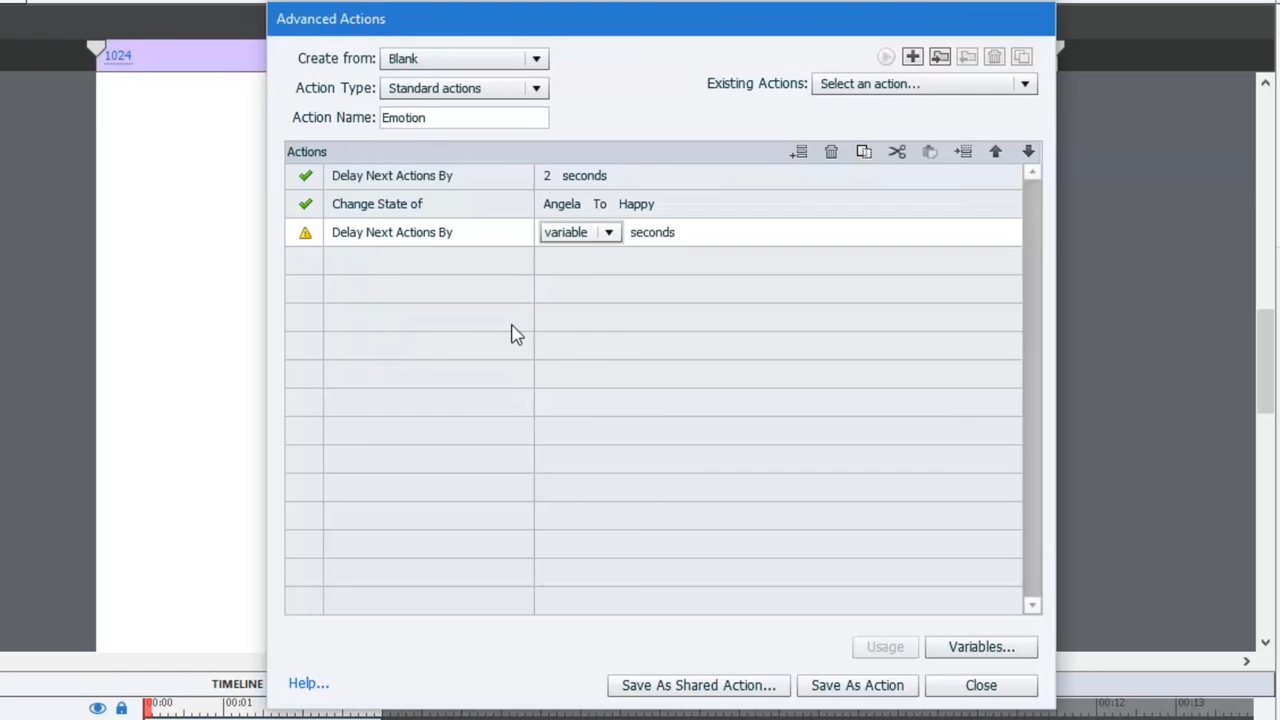 Advanced Actions
1024
Create from: Blank
Action Type: Standard actions
Existing Actions: Select an action...
Action Name: Emotion
Actions
Delay Next Actions By 2 seconds
Change State of Angela To Happy
Delay Next Actions By variable seconds
Usage Variables...
Help... Save As Shared Action... Save As Action Close
TIMELINE
00:00 00:01 00:12 00:13